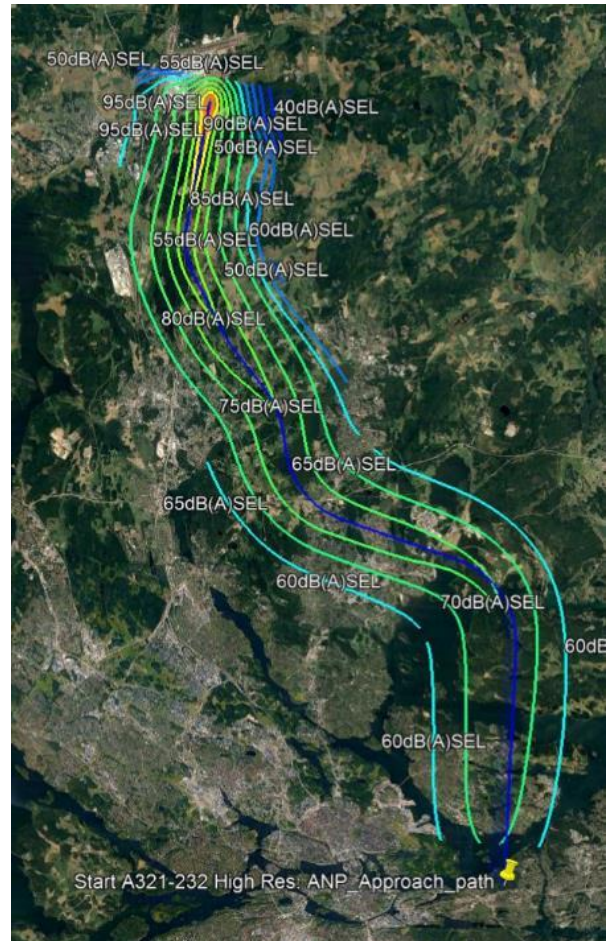 50dB(A)SEL
55dB(A)SEL
95dB(A)SEL
40dB(A)SEL
90dB(A)SEL
95dB(A)SEL
50dB(A)SEL
85dB(A)SEL
60dB(A)SEL
55dB(A)SEL
50dB(A)SEL
80dB(A)SEL
75dB(A)SEL
65dB(A)SEL
65dB(A)SEL
60dB(A)SEL
70dB(A)SEL
60dB
60dB(A)SEL
Start A321-232 High Res: ANP_Approach_path